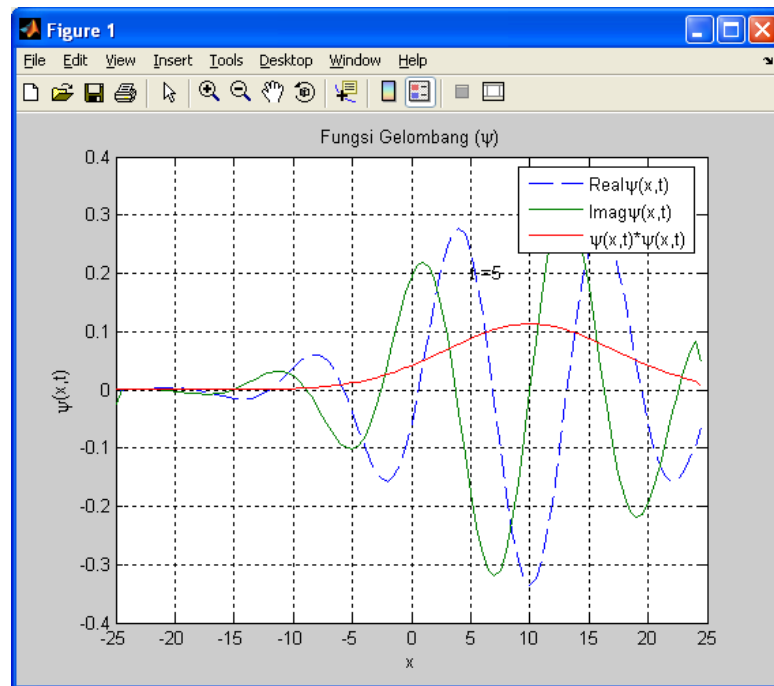 Figure 1
File Edit View Insert Tools Desktop Window Help
Fungsi Gelombang (ψ)
0.4
0.3
0.2
0.1
0
-0.1
-0.2
-0.3
-0.4
ψ(x,t)
Realψ(x,t)
Imagψ(x,t)
ψ(x,t)*ψ(x,t)
=5
-25 -20 -15 -10 -5 0 5 10 15 20 25
x